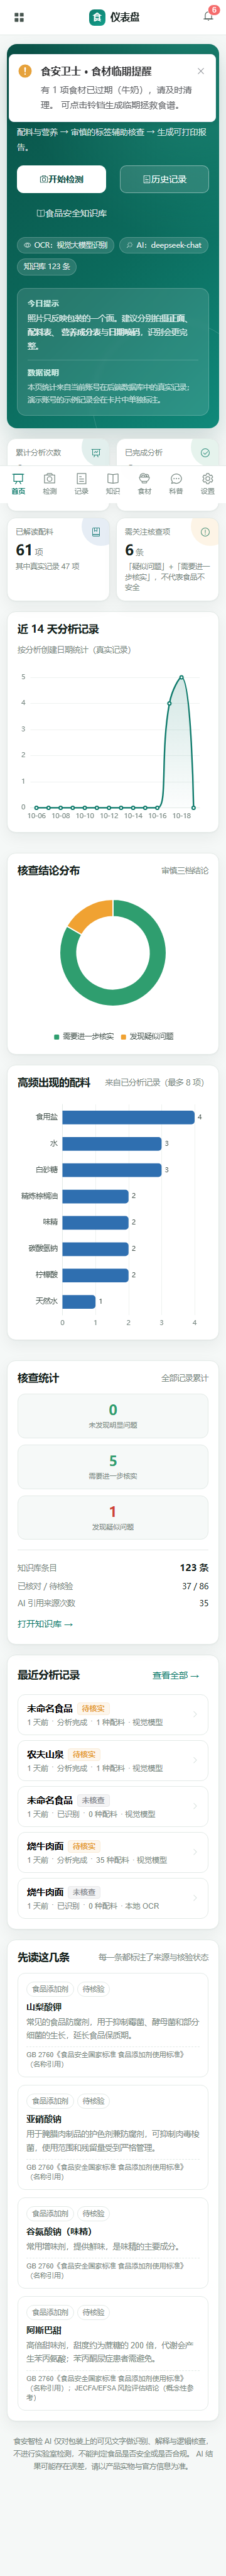 仪表盘
6
食安卫士 • 食材临期提醒
有 1 项食材已过期（牛奶），请及时清
理。 可点击铃铛生成临期拯救食谱。
配料与营养 → 审慎的标签辅助核查 → 生成可打印报
告。
开始检测
历史记录
食品安全知识库
OCR：视觉大模型识别
AI：deepseek-chat
知识库 123 条
今日提示
照片只反映包装的一个面。建议分别拍摄正面、
配料表、营养成分表与日期喷码，识别会更完
整。
数据说明
本页统计来自当前账号在后端数据库中的真实记录；
演示账号的示例记录会在卡片中单独标注。
累计分析次数
已完成分析
首页
检测
记录
知识
食材
科普
设置
已解读配料
61 项
其中真实记录 47 项
需关注核查项
6 条
「疑似问题」+「需要进一
步核实」，不代表食品不
安全
近 14 天分析记录
按分析创建日期统计（真实记录）
5
4
3
2
1
0
10-06 10-08 10-10 10-12 10-14 10-16 10-18
核查结论分布
审慎三档结论
需要进一步核实
发现疑似问题
高频出现的配料
来自已分析记录（最多 8 项）
食用盐 4
水 3
白砂糖 3
精炼棕榈油 2
味精 2
碳酸氢钠 2
柠檬酸 2
天然水 1
0 1 2 3 4
核查统计
全部记录累计
0
未发现明显问题
5
需要进一步核实
1
发现疑似问题
知识库条目 123 条
已核对 / 待核验 37 / 86
AI 引用来源次数 35
打开知识库 →
最近分析记录
查看全部 →
未命名食品 待核实
1 天前 · 分析完成 · 1 种配料 · 视觉模型
农夫山泉 待核实
1 天前 · 分析完成 · 1 种配料 · 视觉模型
未命名食品 未核查
1 天前 · 已识别 · 0 种配料 · 视觉模型
烧牛肉面 待核实
1 天前 · 分析完成 · 35 种配料 · 视觉模型
烧牛肉面 未核查
1 天前 · 已识别 · 0 种配料 · 本地 OCR
先读这几条
每一条都标注了来源与核验状态
食品添加剂 待核验
山梨酸钾
常见的食品防腐剂，用于抑制霉菌、酵母菌和部分
细菌的生长，延长食品保质期。
GB 2760《食品安全国家标准 食品添加剂使用标准》
（名称引用）
食品添加剂 待核验
亚硝酸钠
用于腌腊肉制品的护色剂兼防腐剂，可抑制肉毒梭
菌，使用范围和残留量受到严格管理。
GB 2760《食品安全国家标准 食品添加剂使用标准》
（名称引用）
食品添加剂 待核验
谷氨酸钠（味精）
常用增味剂，提供鲜味，是味精的主要成分。
GB 2760《食品安全国家标准 食品添加剂使用标准》
（名称引用）
食品添加剂 待核验
阿斯巴甜
高倍甜味剂，甜度约为蔗糖的 200 倍，代谢会产
生苯丙氨酸；苯丙酮尿症患者需避免。
GB 2760《食品安全国家标准 食品添加剂使用标准》
（名称引用）；JECFA/EFSA 风险评估结论（概念性参
考）
食安智检 AI 仅对包装上的可见文字做识别、解释与逻辑核查，
不进行实验室检测，不能判定食品是否安全或是否合规。 AI 结
果可能存在误差，请以产品实物与官方信息为准。